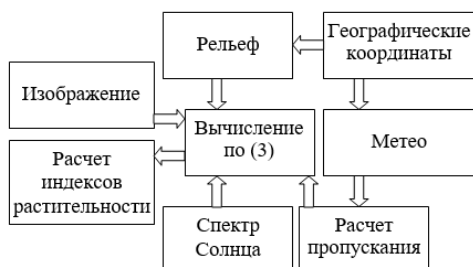 Рельеф
Географические
координаты
Изображение
Вычисление
по (3)
Метео
Расчет
индексов
растительности
Спектр
Солнца
Расчет
пропускания